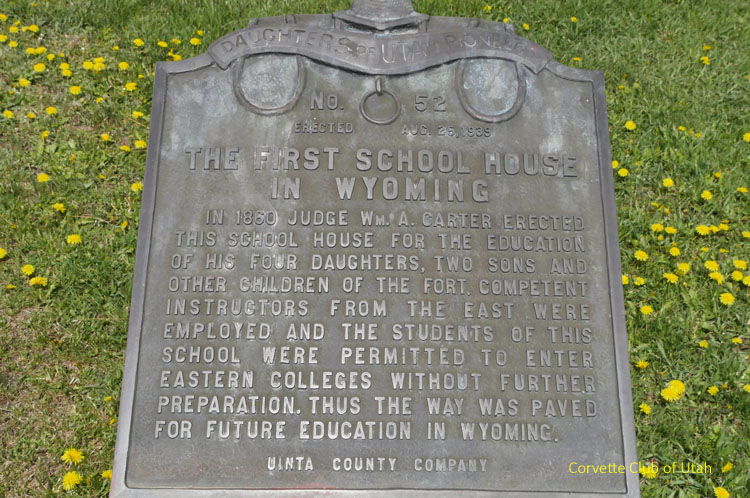 DAUGHTERS OF UTAH PIONEERS
NO. 52
ERECTED AUG. 25, 1939
THE FIRST SCHOOL HOUSE
IN WYOMING
IN 1860 JUDGE WM. A. CARTER ERECTED
THIS SCHOOL HOUSE FOR THE EDUCATION
OF HIS FOUR DAUGHTERS, TWO SONS AND
OTHER CHILDREN OF THE FORT. COMPETENT
INSTRUCTORS FROM THE EAST WERE
EMPLOYED AND THE STUDENTS OF THIS
SCHOOL WERE PERMITTED TO ENTER
EASTERN COLLEGES WITHOUT FURTHER
PREPARATION. THUS THE WAY WAS PAVED
FOR FUTURE EDUCATION IN WYOMING.
UINTA COUNTY COMPANY
Corvette Club of Utah